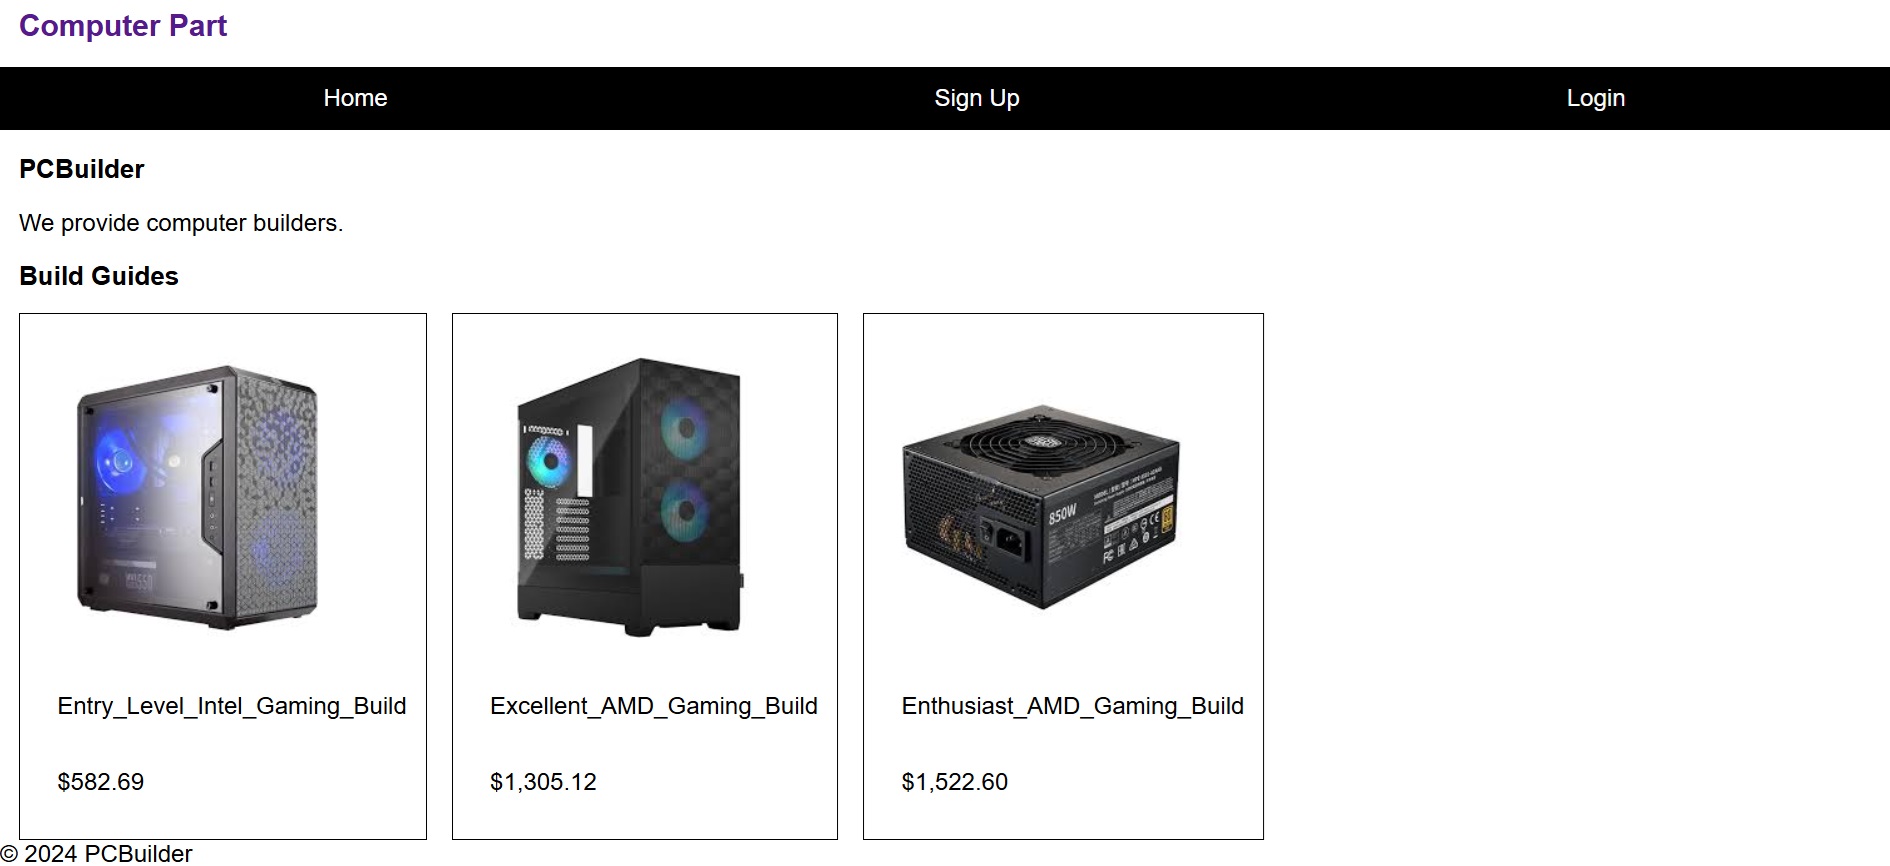 Computer Part
Home Sign Up Login
PCBuilder
We provide computer builders.
Build Guides
850W
Entry_Level_Intel_Gaming_Build Excellent_AMD_Gaming_Build Enthusiast_AMD_Gaming_Build
$582.69 $1,305.12 $1,522.60
© 2024 PCBuilder